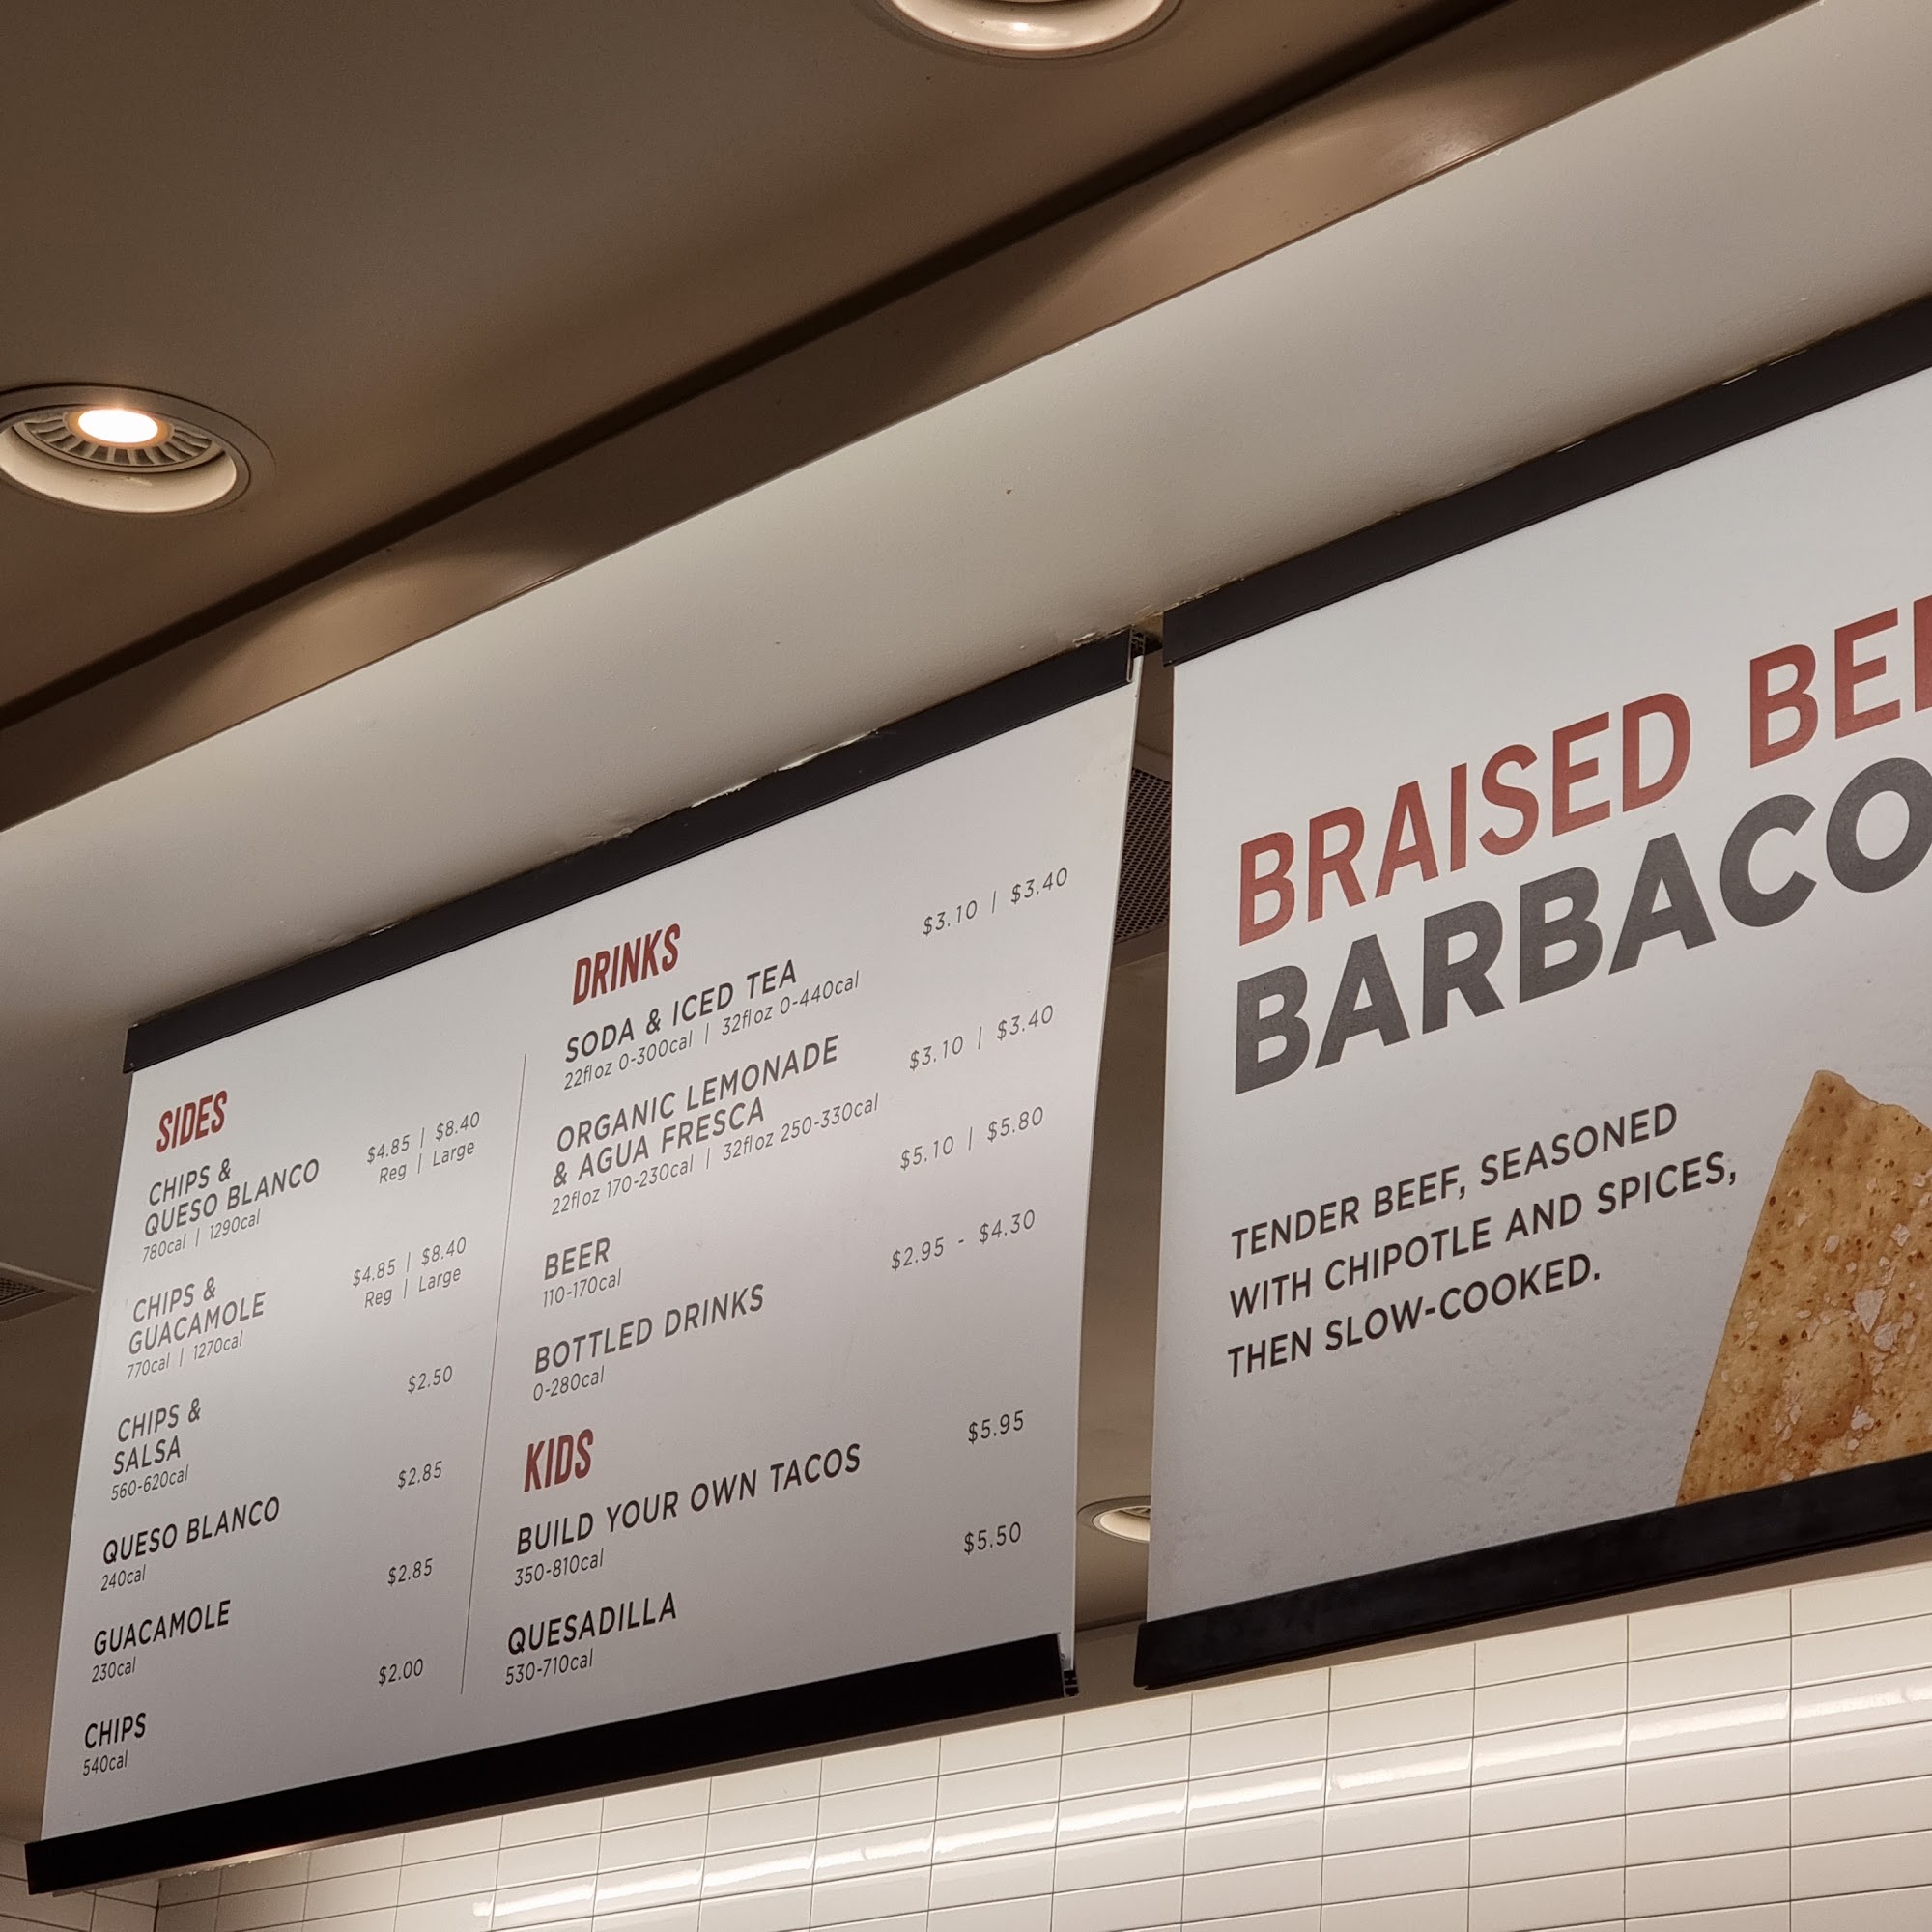 SIDES
CHIPS &
QUESO BLANCO
780cal | 1290cal
$4.85 | $8.40
Reg | Large
CHIPS &
GUACAMOLE
770cal | 1270cal
$4.85 | $8.40
Reg | Large
CHIPS &
SALSA
560-620cal
$2.50
QUESO BLANCO
240cal
$2.85
GUACAMOLE
230cal
$2.85
CHIPS
540cal
$2.00
DRINKS
SODA & ICED TEA
22fl oz 0-300cal | 32fl oz 0-440cal
$3.10 | $3.40
ORGANIC LEMONADE
& AGUA FRESCA
22fl oz 170-230cal | 32fl oz 250-330cal
$3.10 | $3.40
BEER
110-170cal
$5.10 | $5.80
BOTTLED DRINKS
0-280cal
$2.95 - $4.30
KIDS
BUILD YOUR OWN TACOS
350-810cal
$5.95
QUESADILLA
530-710cal
$5.50
BRAISED BE
BARBACO
TENDER BEEF, SEASONED
WITH CHIPOTLE AND SPICES,
THEN SLOW-COOKED.